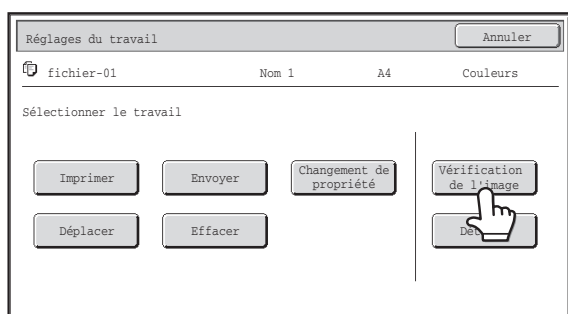 Réglages du travail
Annuler
fichier-01 Nom 1 A4 Couleurs
Sélectionner le travail
Imprimer
Envoyer
Changement de
propriété
Vérification
de l'image
Déplacer
Effacer